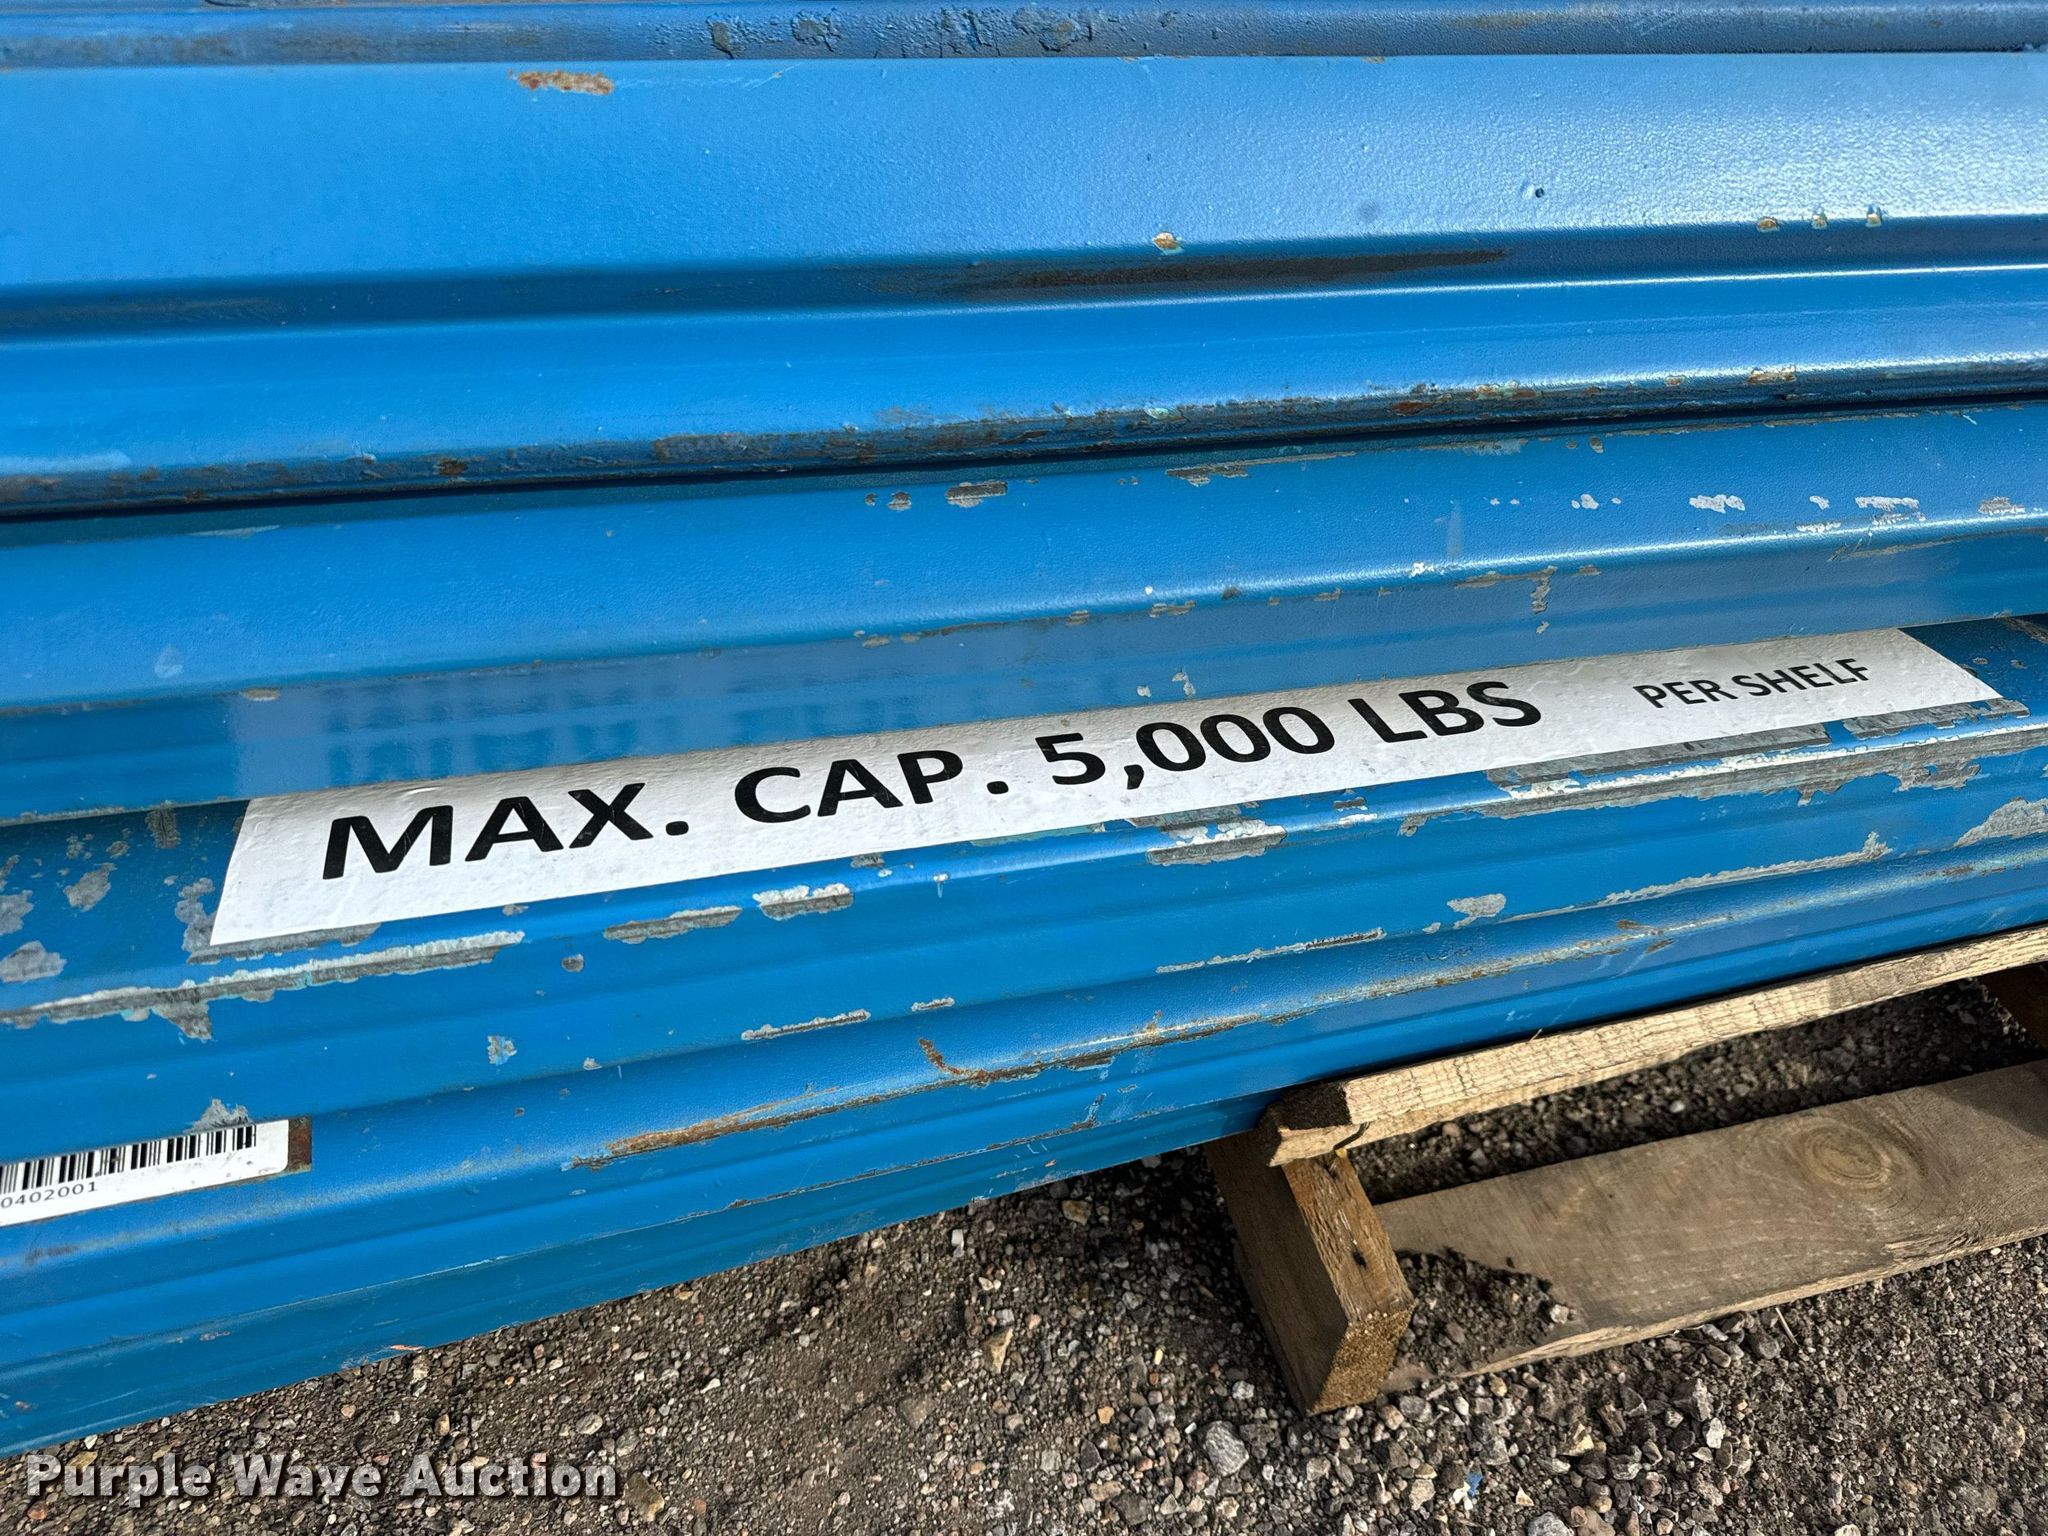 MAX. CAP. 5,000 LBS PER SHELF
0402001
Purple Wave Auction